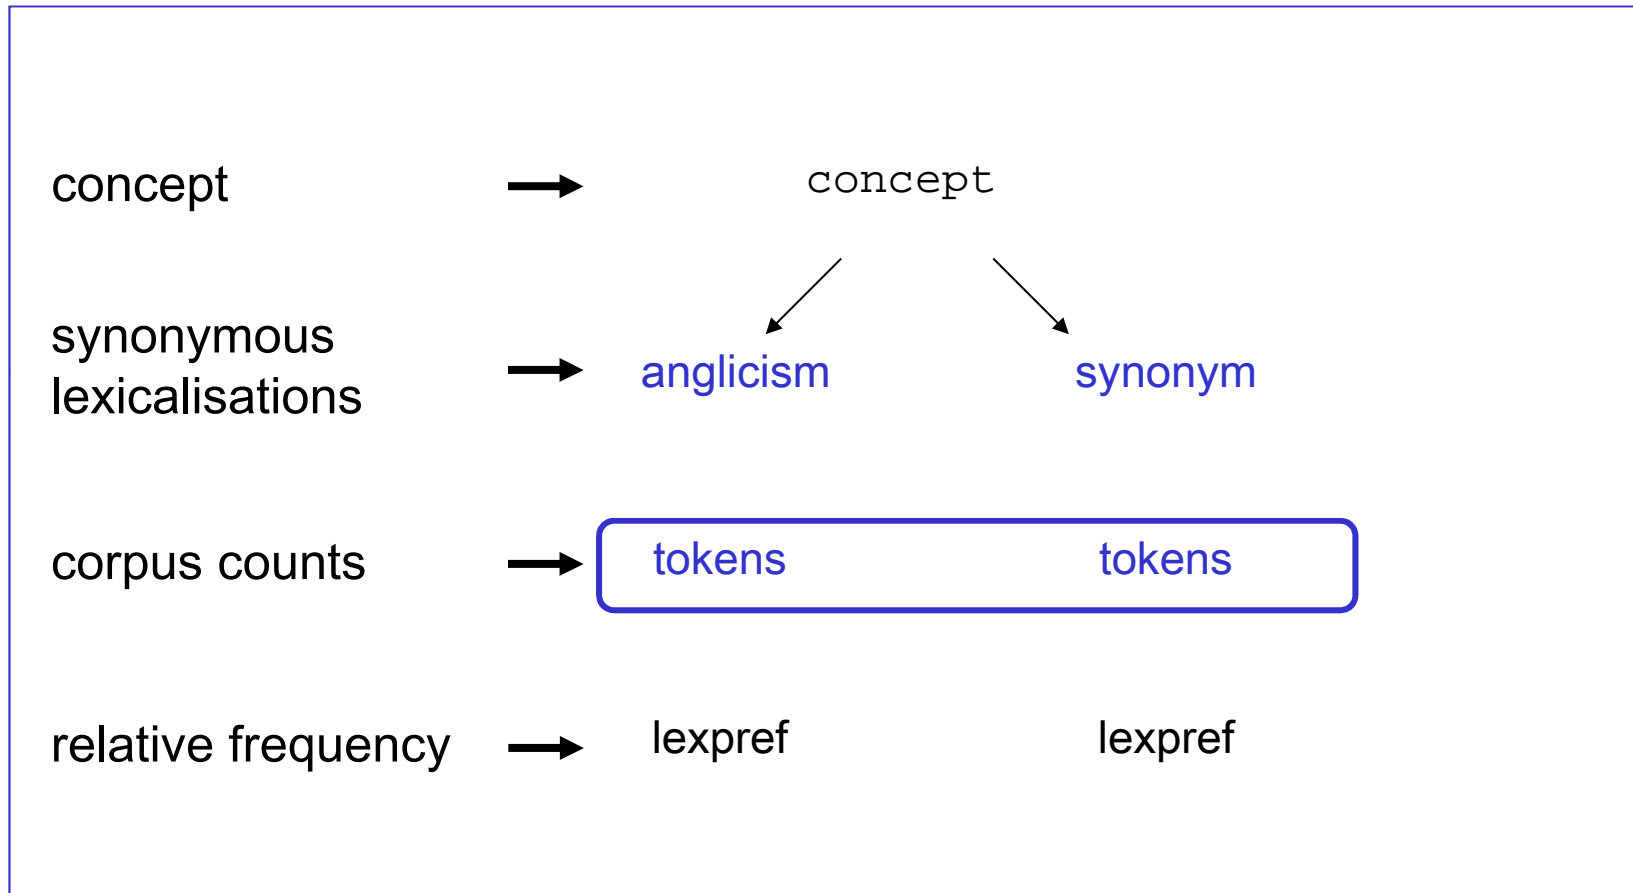 concept concept
synonymous
lexicalisations anglicism synonym
corpus counts tokens tokens
relative frequency lexpref lexpref